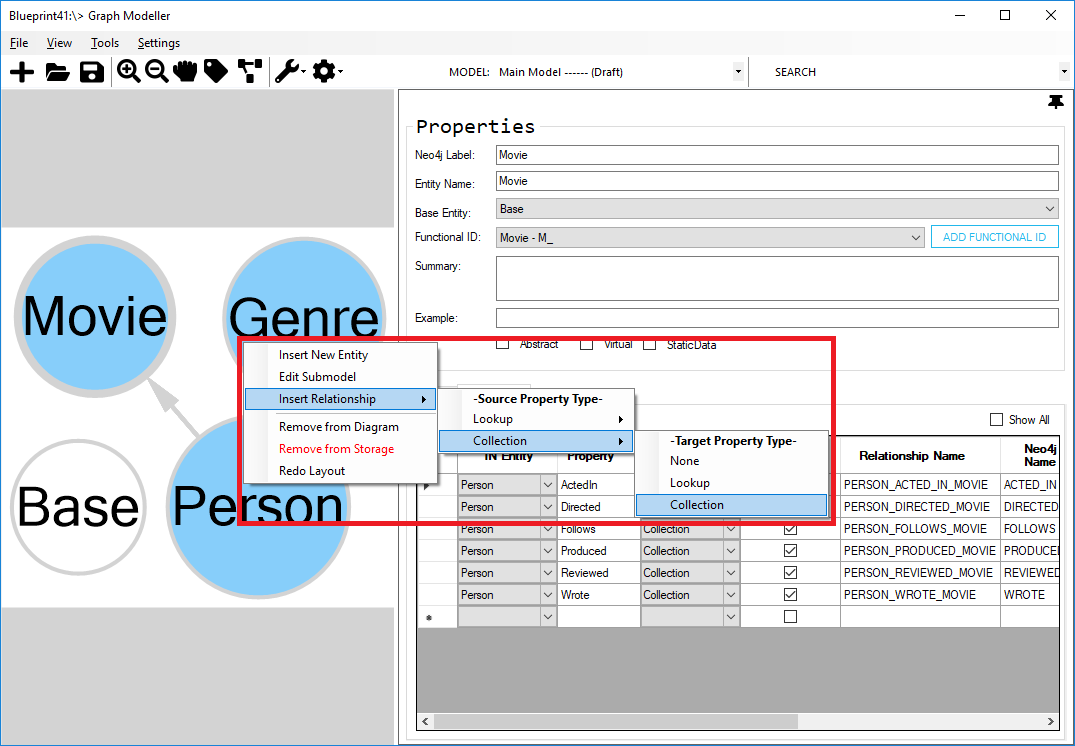 Blueprint41:\> Graph Modeller
File View Tools Settings
MODEL: Main Model ------ (Draft) SEARCH
Properties
Neo4j Label: Movie
Entity Name: Movie
Base Entity: Base
Functional ID: Movie - M_ ADD FUNCTIONAL ID
Summary:
Example:
Abstract Virtual StaticData
Movie
Genre
Base
Person
Insert New Entity
Edit Submodel
Insert Relationship
Remove from Diagram
Remove from Storage
Redo Layout
-Source Property Type-
Lookup
Collection
-Target Property Type-
None
Lookup
Collection
Show All
IN Entity Property Relationship Name Neo4j
Name
Person ActedIn PERSON_ACTED_IN_MOVIE ACTED_IN
Person Directed PERSON_DIRECTED_MOVIE DIRECTED
Person Follows Collection PERSON_FOLLOWS_MOVIE FOLLOWS
Person Produced Collection PERSON_PRODUCED_MOVIE PRODUCE
Person Reviewed Collection PERSON_REVIEWED_MOVIE REVIEWED
Person Wrote Collection PERSON_WROTE_MOVIE WROTE